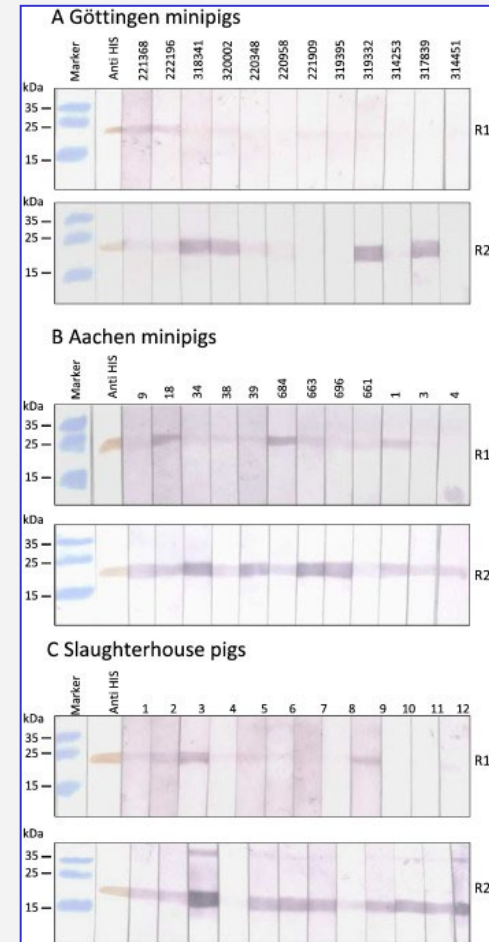 A Göttingen minipigs
Marker Anti HIS 221368 222196 318341 320002 220348 220958 221909 319395 319332 314253 317839 314451
kDa
35
25
15
R1
kDa
35
25
15
R2
B Aachen minipigs
Marker Anti HIS 9 18 34 38 39 684 663 696 661 1 3 4
kDa
35
25
15
R1
kDa
35
25
15
R2
C Slaughterhouse pigs
Marker Anti HIS 1 2 3 4 5 6 7 8 9 10 11 12
kDa
35
25
15
R1
kDa
35
25
15
R2